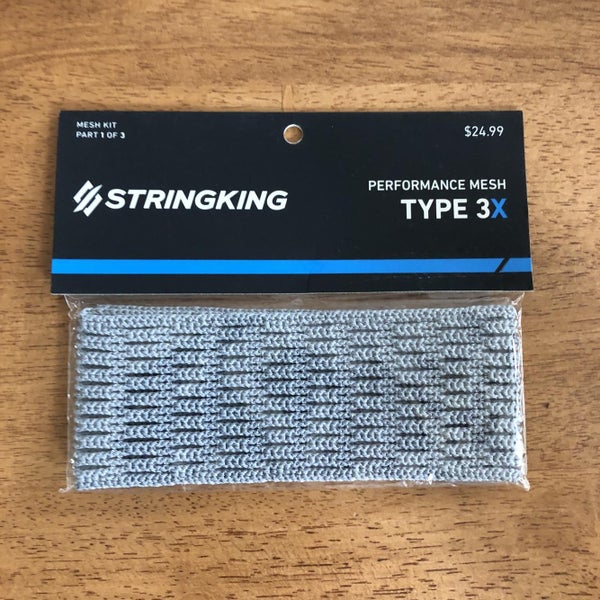 MESH KIT
PART 1 OF 3
$24.99
STRINGKING
PERFORMANCE MESH
TYPE 3X